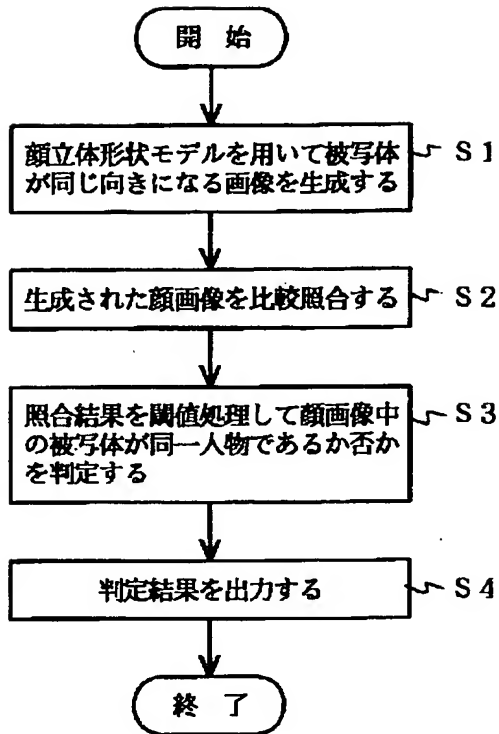 開 始
顔立体形状モデルを用いて被写体 S1
が同じ向きになる画像を生成する
生成された顔画像を比較照合する S2
照合結果を閾値処理して顔画像中 S3
の被写体が同一人物であるか否か
を判定する
判定結果を出力する S4
終 了